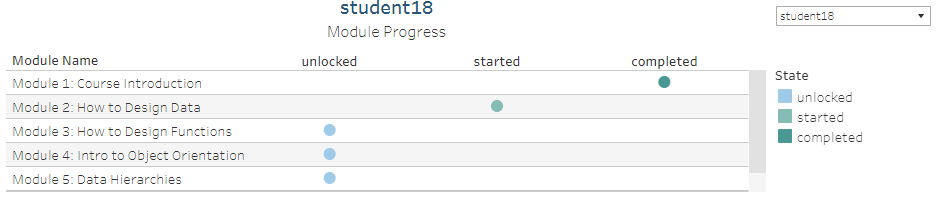 student18
Module Progress
student18
Module Name unlocked started completed
Module 1: Course Introduction
Module 2: How to Design Data
Module 3: How to Design Functions
Module 4: Intro to Object Orientation
Module 5: Data Hierarchies
State
unlocked
started
completed